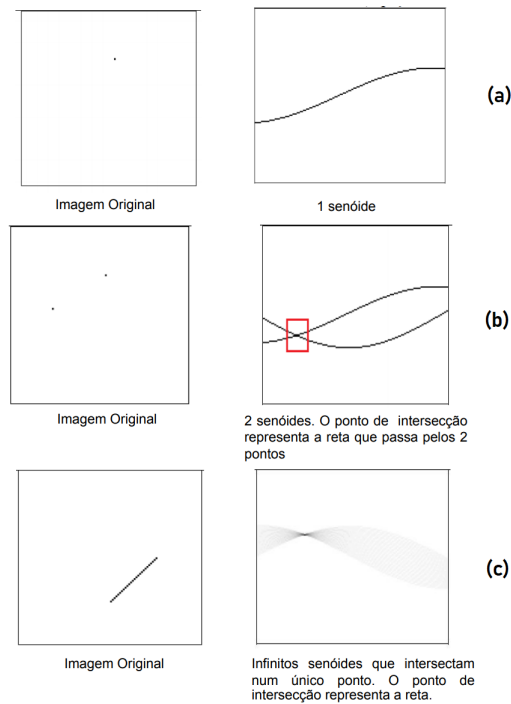 (a)
Imagem Original
1 senóide
(b)
Imagem Original
2 senóides. O ponto de intersecção
representa a reta que passa pelos 2
pontos
(c)
Imagem Original
Infinitos senóides que intersectam
num único ponto. O ponto de
intersecção representa a reta.